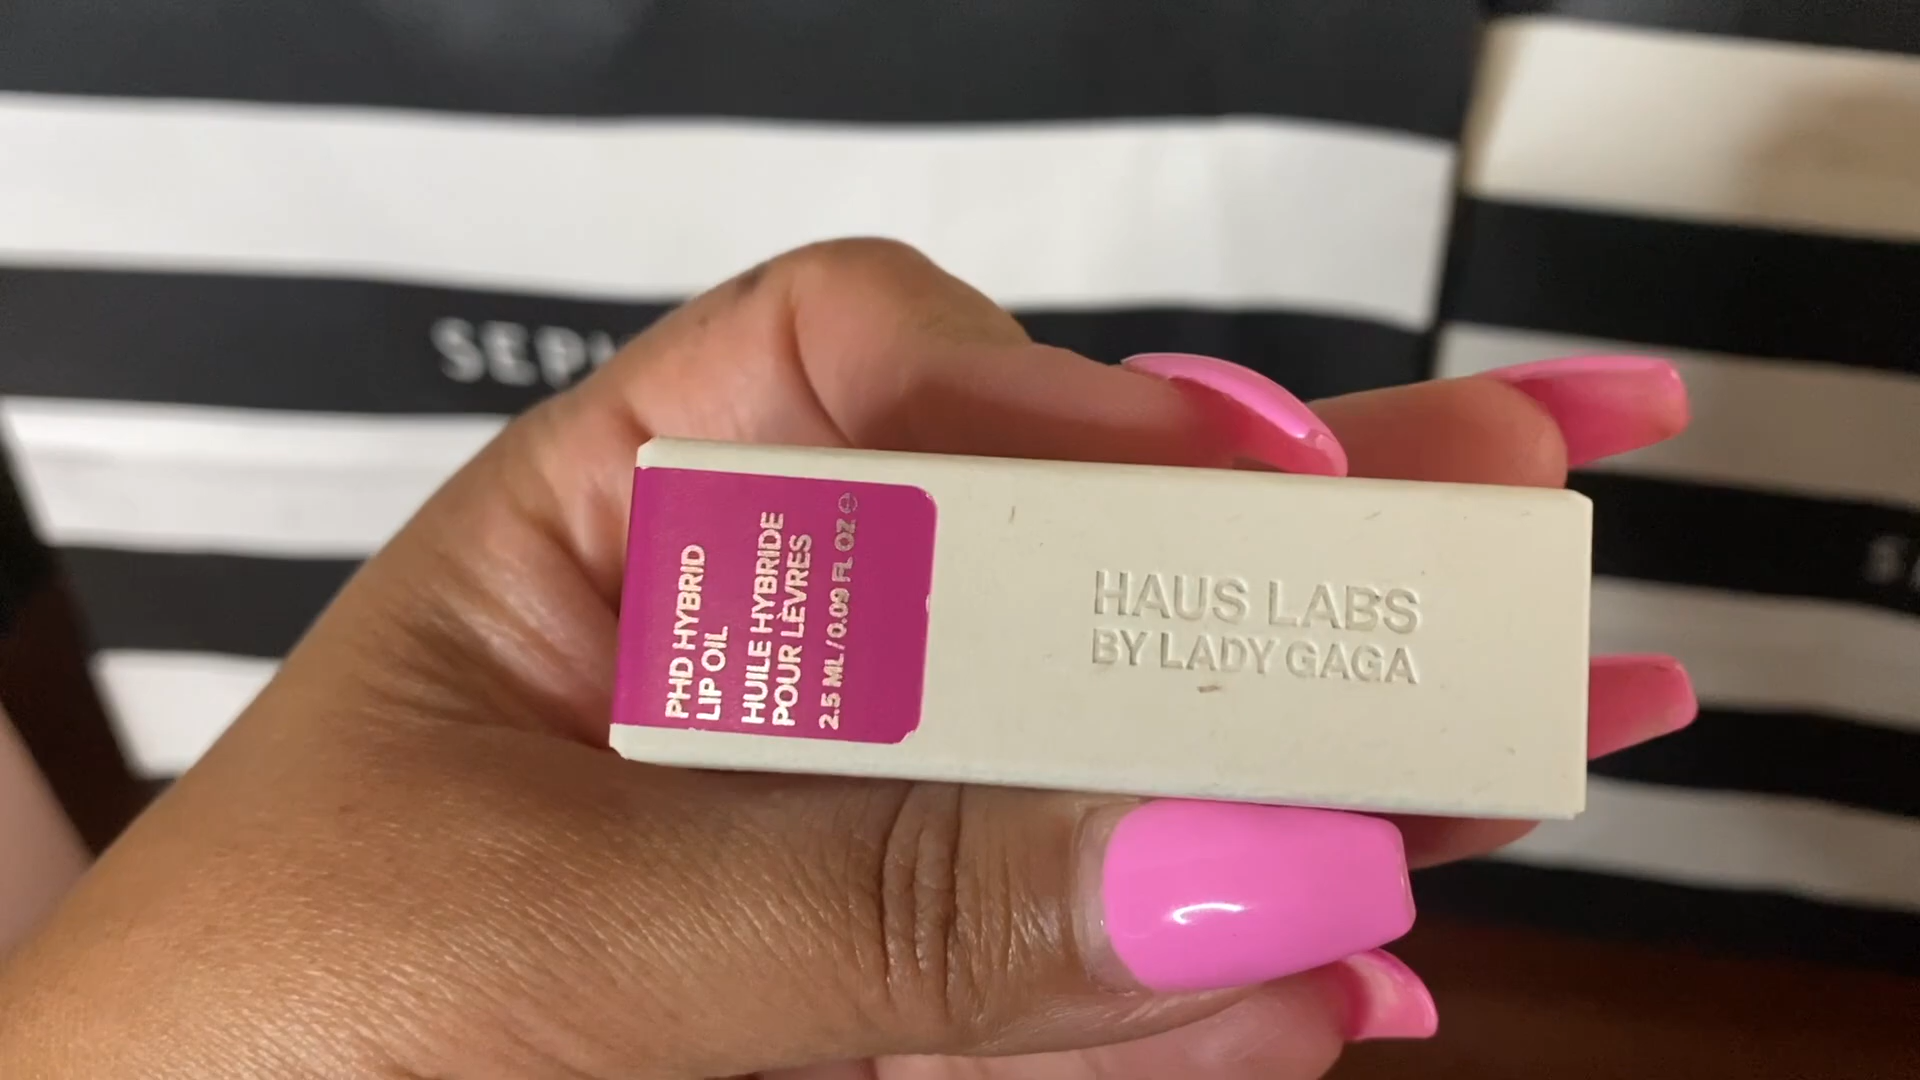 SEPH
PHD HYBRID
LIP OIL
HUILE HYBRIDE
POUR LÈVRES
2.5 ML / 0.09 FL OZ
HAUS LABS
BY LADY GAGA